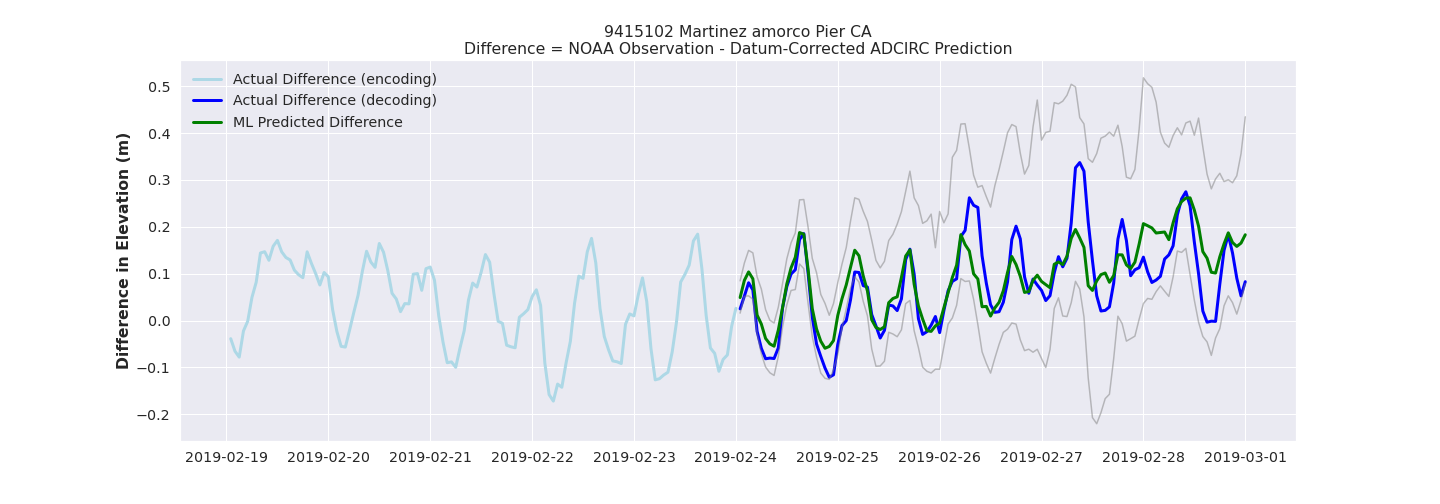 9415102 Martinez amorco Pier CA
Difference = NOAA Observation - Datum-Corrected ADCIRC Prediction
Actual Difference (encoding)
Actual Difference (decoding)
ML Predicted Difference
Difference in Elevation (m)
0.5
0.4
0.3
0.2
0.1
0.0
−0.1
−0.2
2019-02-19 2019-02-20 2019-02-21 2019-02-22 2019-02-23 2019-02-24 2019-02-25 2019-02-26 2019-02-27 2019-02-28 2019-03-01